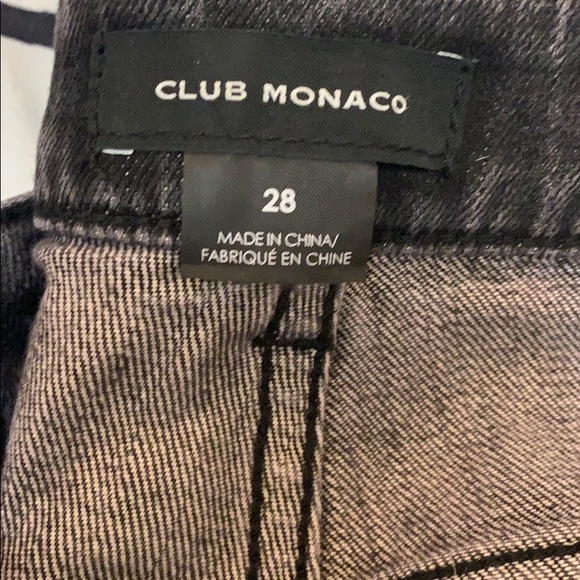 CLUB MONACO
28
MADE IN CHINA/
FABRIQUÉ EN CHINE